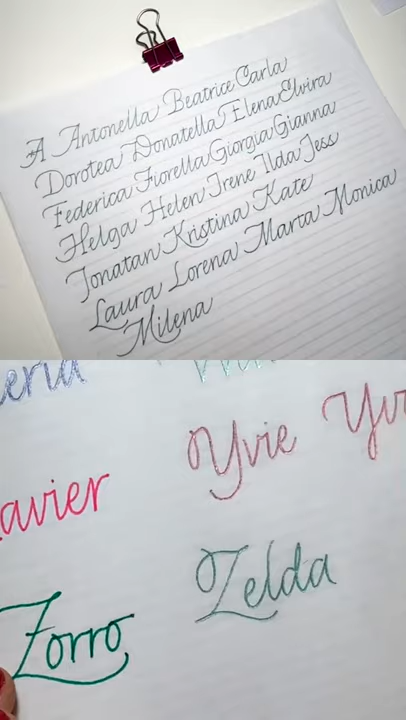 A Antonella Beatrice Carla
Dorotea Donatella Elena Elvira
Federica Fiorella Giorgia Gianna
Helga Helen Irene Ilda Jess
Jonatan Kristina Kate
Laura Lorena Marta Monica
Milena
Yvie
Zelda
Zorro